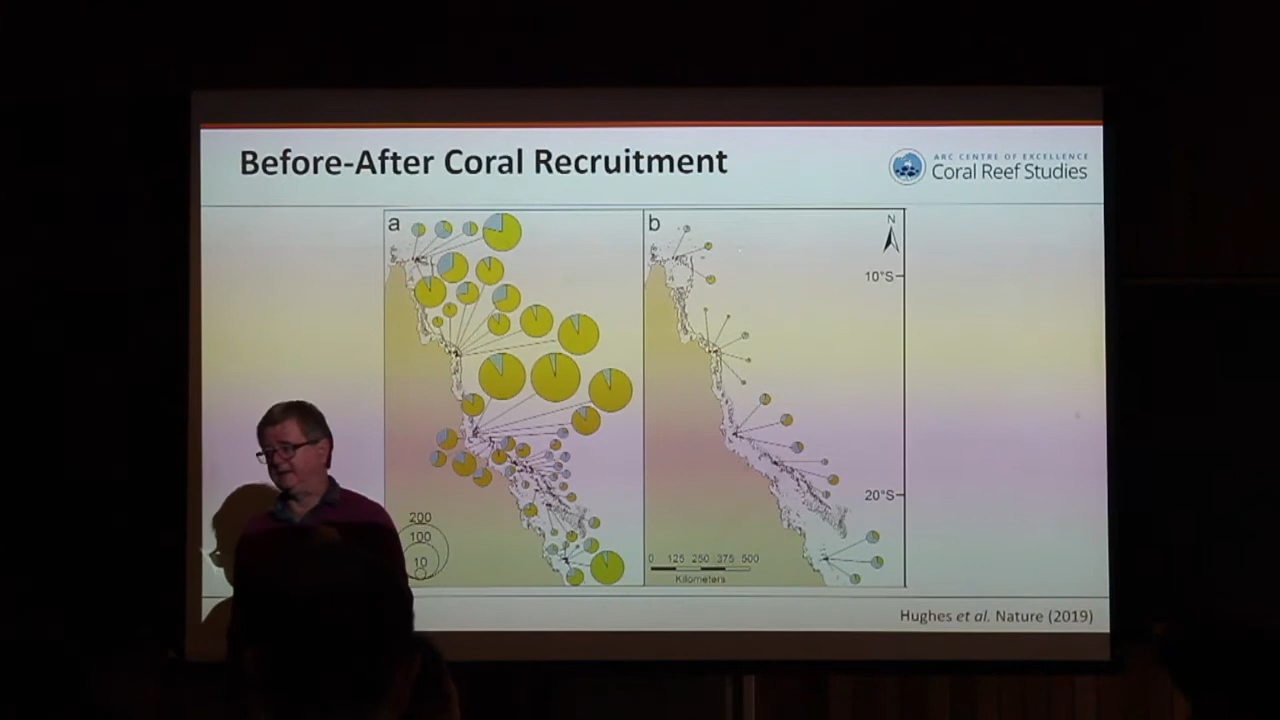 Before-After Coral Recruitment
ARC CENTRE OF EXCELLENCE
Coral Reef Studies
a
b
N
10°S
20°S
200
100
10
0 125 250 375 500
Kilometers
Hughes et al. Nature (2019)